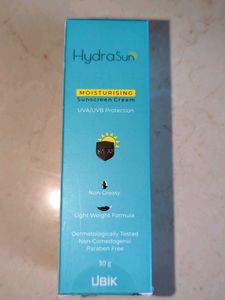 HydraSun
MOISTURISING
Sunscreen Cream
UVA/UVB Protection
Non Greasy
Light Weight Formula
Dermatologically Tested
Non-Comedogenic
Paraben Free
30 g
UBIK